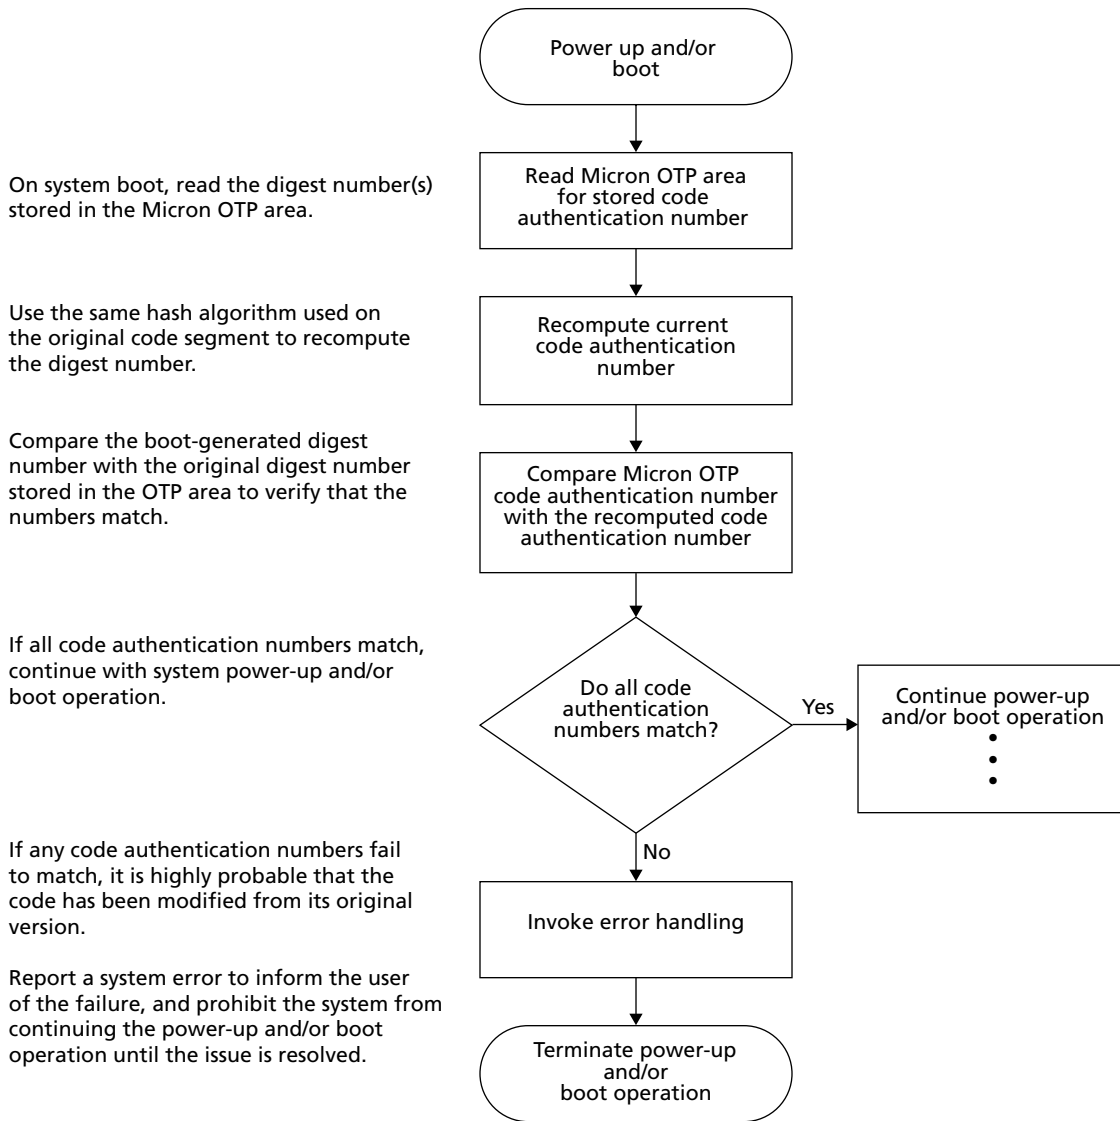 Power up and/or
boot
On system boot, read the digest number(s)
stored in the Micron OTP area.
Read Micron OTP area
for stored code
authentication number
Use the same hash algorithm used on
the original code segment to recompute
the digest number.
Recompute current
code authentication
number
Compare the boot-generated digest
number with the original digest number
stored in the OTP area to verify that the
numbers match.
Compare Micron OTP
code authentication number
with the recomputed code
authentication number
If all code authentication numbers match,
continue with system power-up and/or
boot operation.
Do all code
authentication
numbers match?
Yes
Continue power-up
and/or boot operation
•
•
•
No
If any code authentication numbers fail
to match, it is highly probable that the
code has been modified from its original
version.
Invoke error handling
Report a system error to inform the user
of the failure, and prohibit the system from
continuing the power-up and/or boot
operation until the issue is resolved.
Terminate power-up
and/or
boot operation